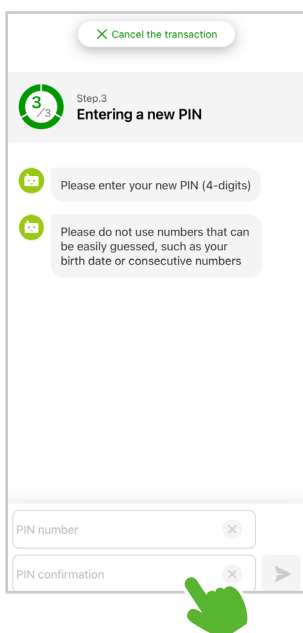 Cancel the transaction
3/3
Step.3
Entering a new PIN
Please enter your new PIN (4-digits)
Please do not use numbers that can
be easily guessed, such as your
birth date or consecutive numbers
PIN number
PIN confirmation